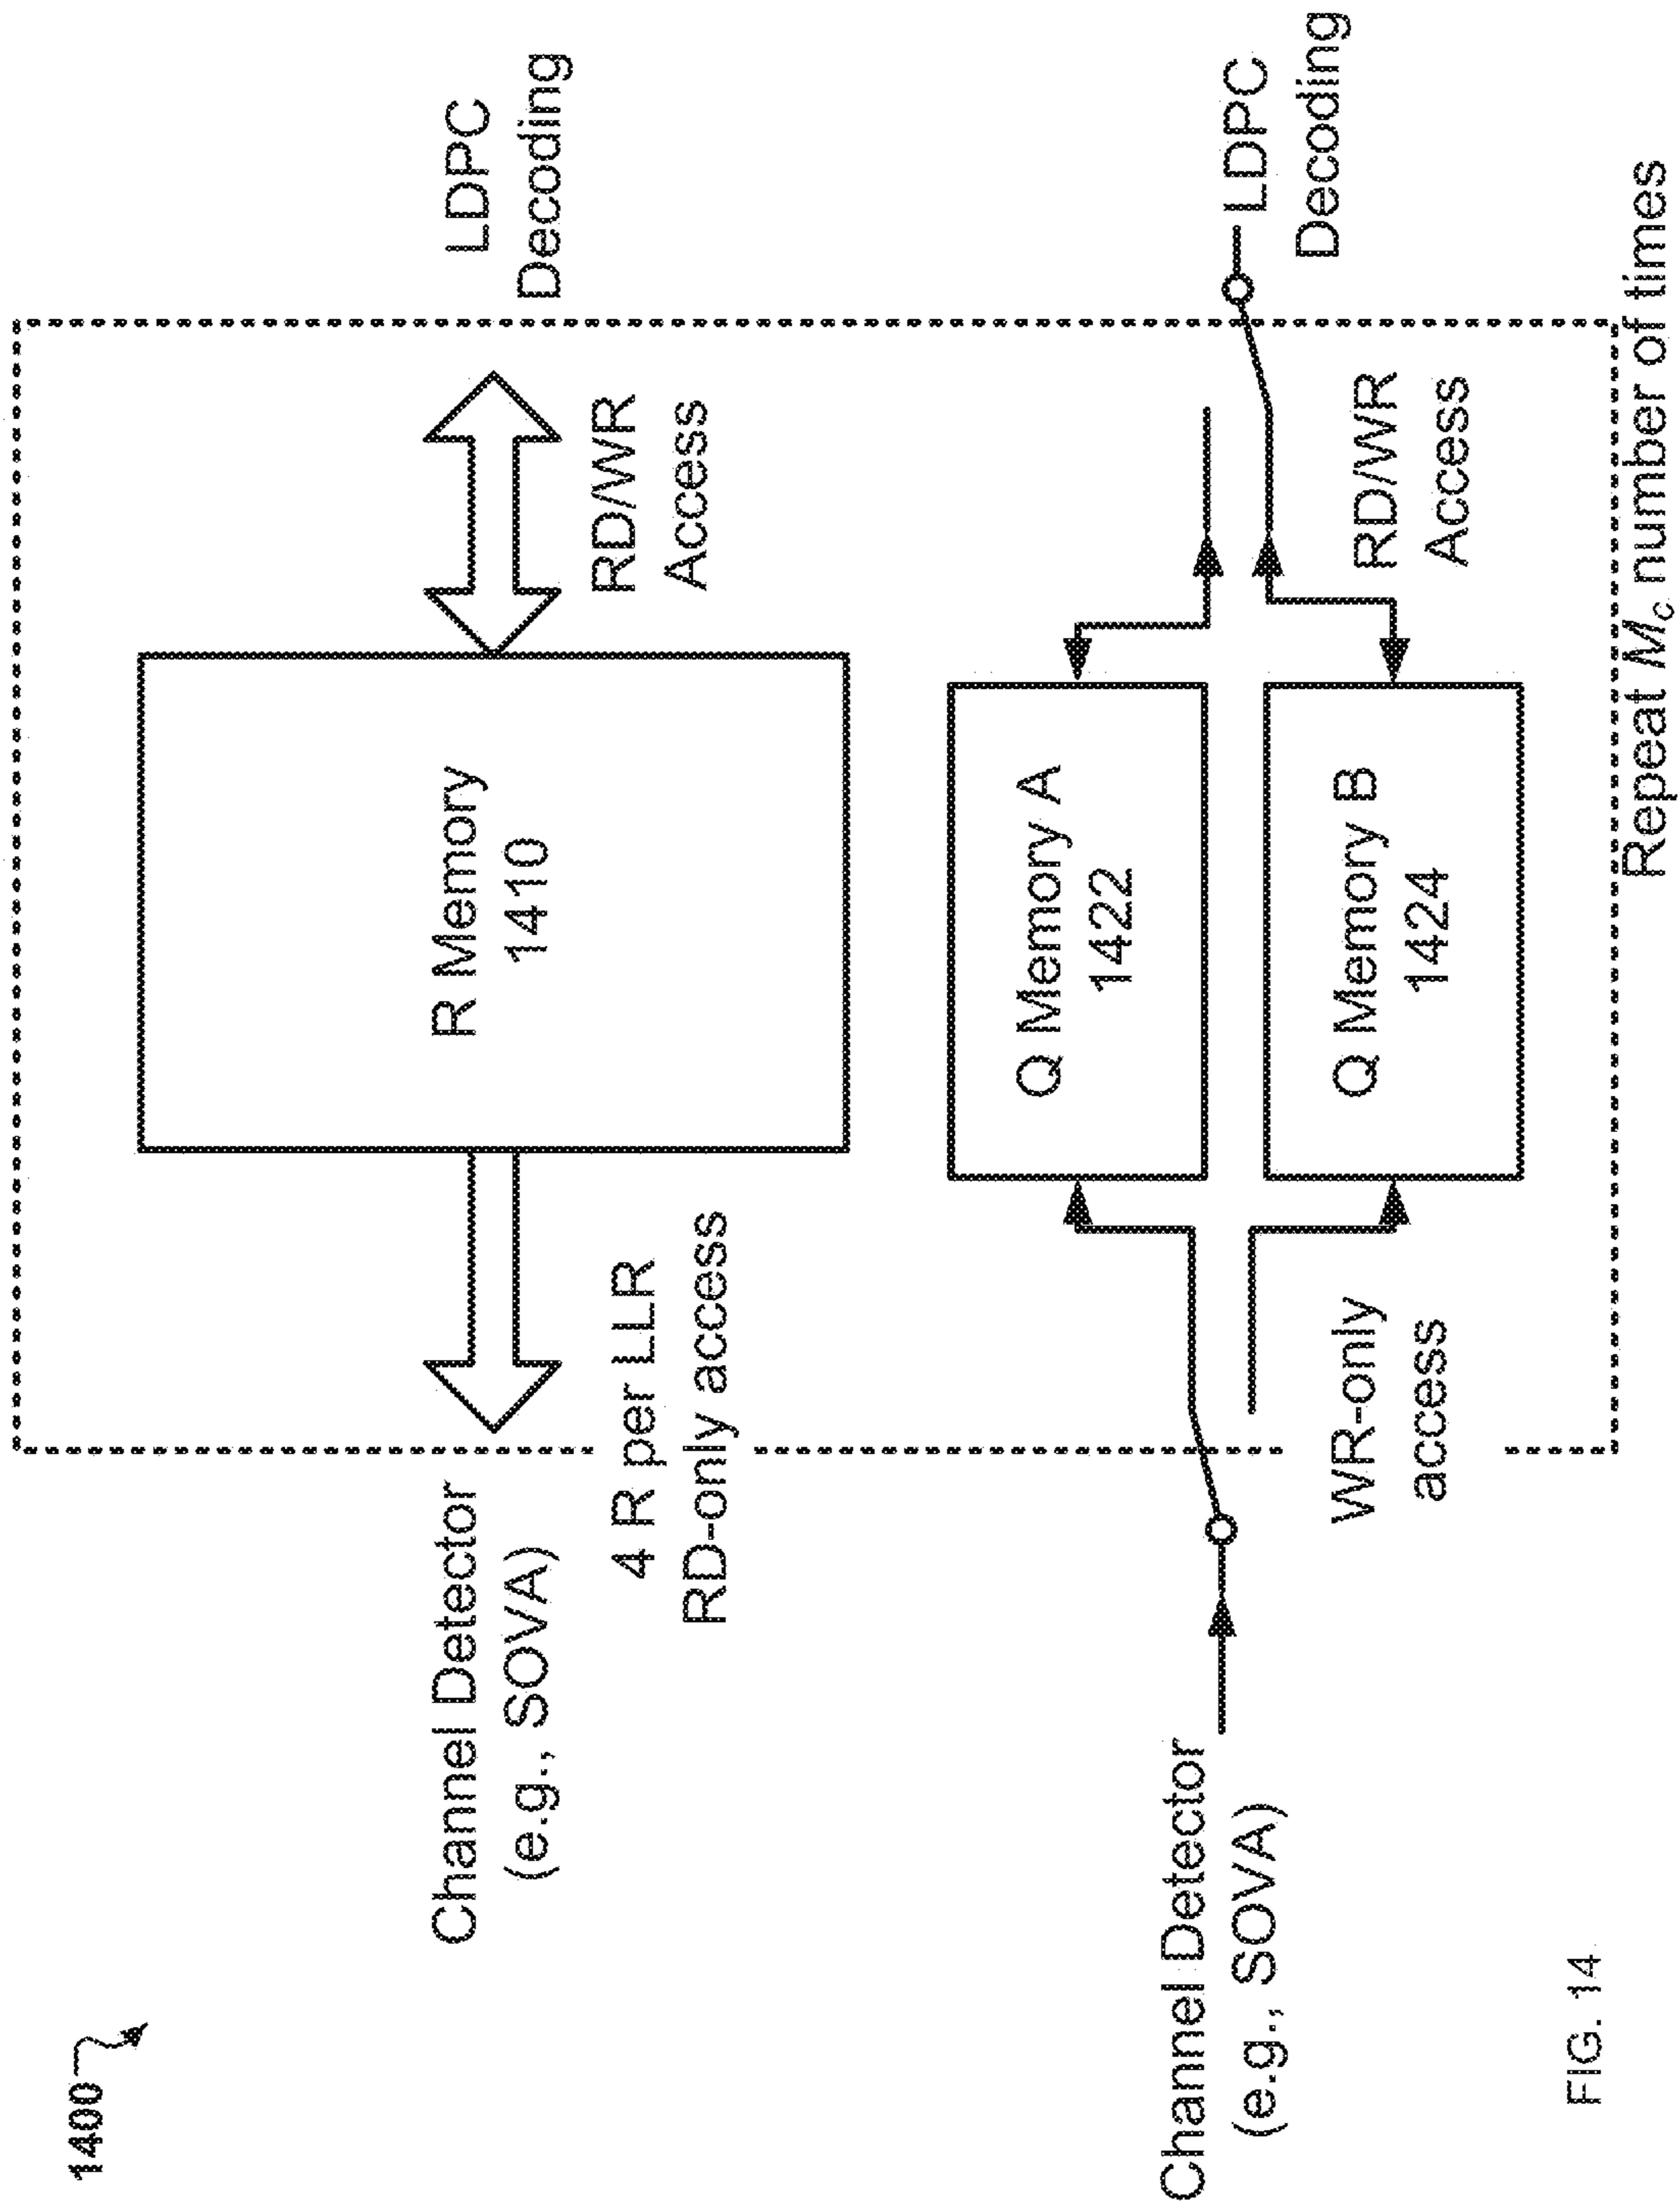 1400
Channel Detector
(e.g., SOVA)
4 R per LLR
RD-only access
R Memory
1410
RD/WR
Access
LDPC
Decoding
Channel Detector
(e.g., SOVA)
WR-only
access
Q Memory A
1422
Q Memory B
1424
RD/WR
Access
LDPC
Decoding
Repeat Mc number of times
FIG. 14